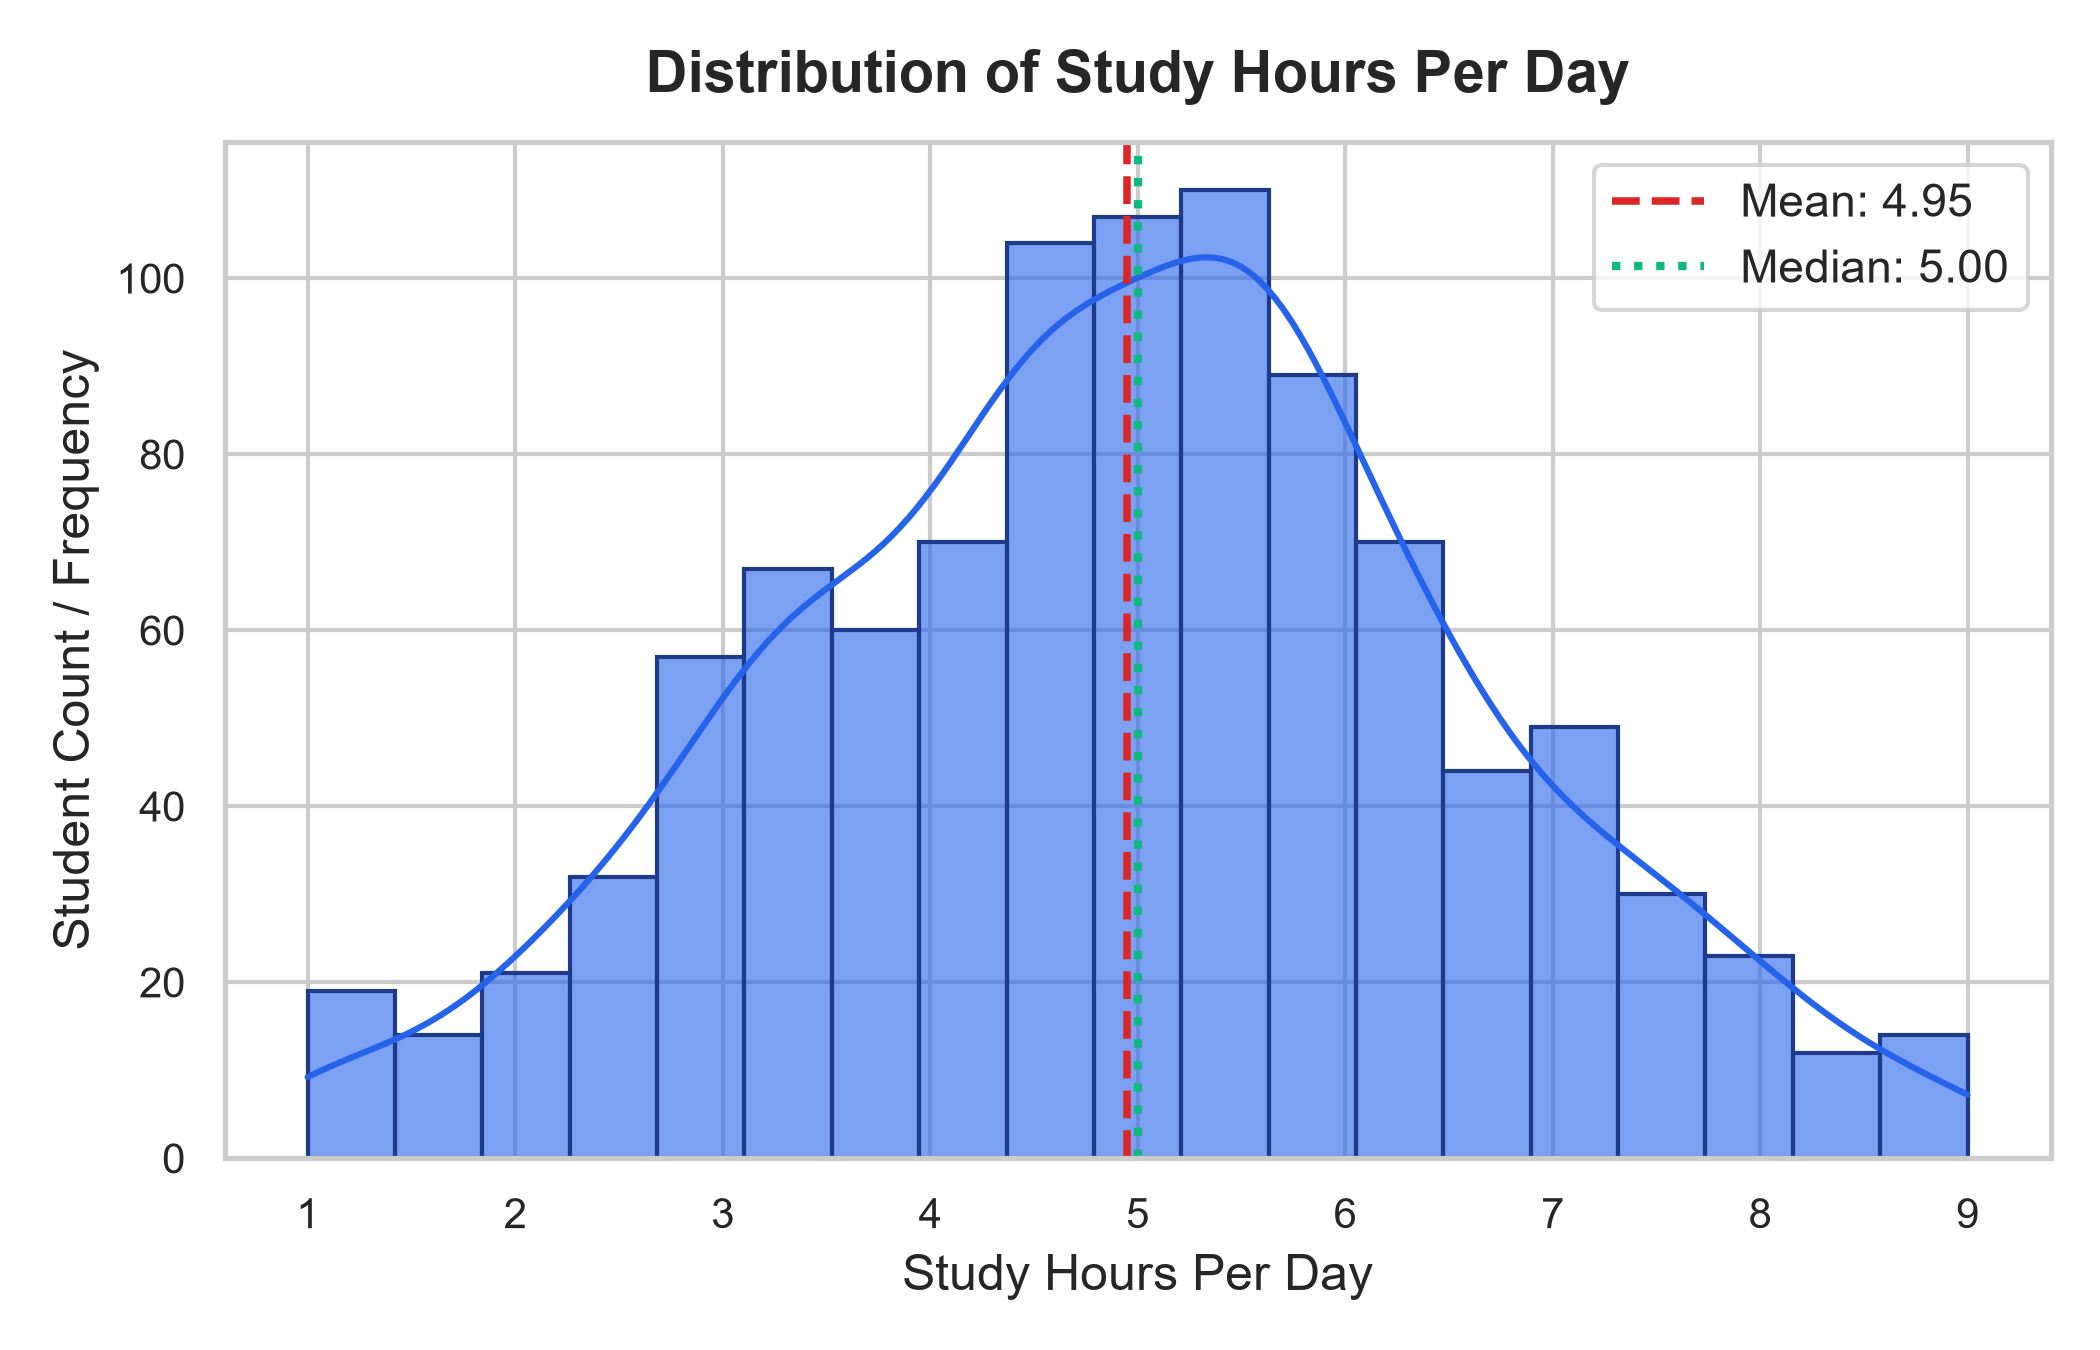 Distribution of Study Hours Per Day
Mean: 4.95
Median: 5.00
Student Count / Frequency
100
80
60
40
20
0
1 2 3 4 5 6 7 8 9
Study Hours Per Day